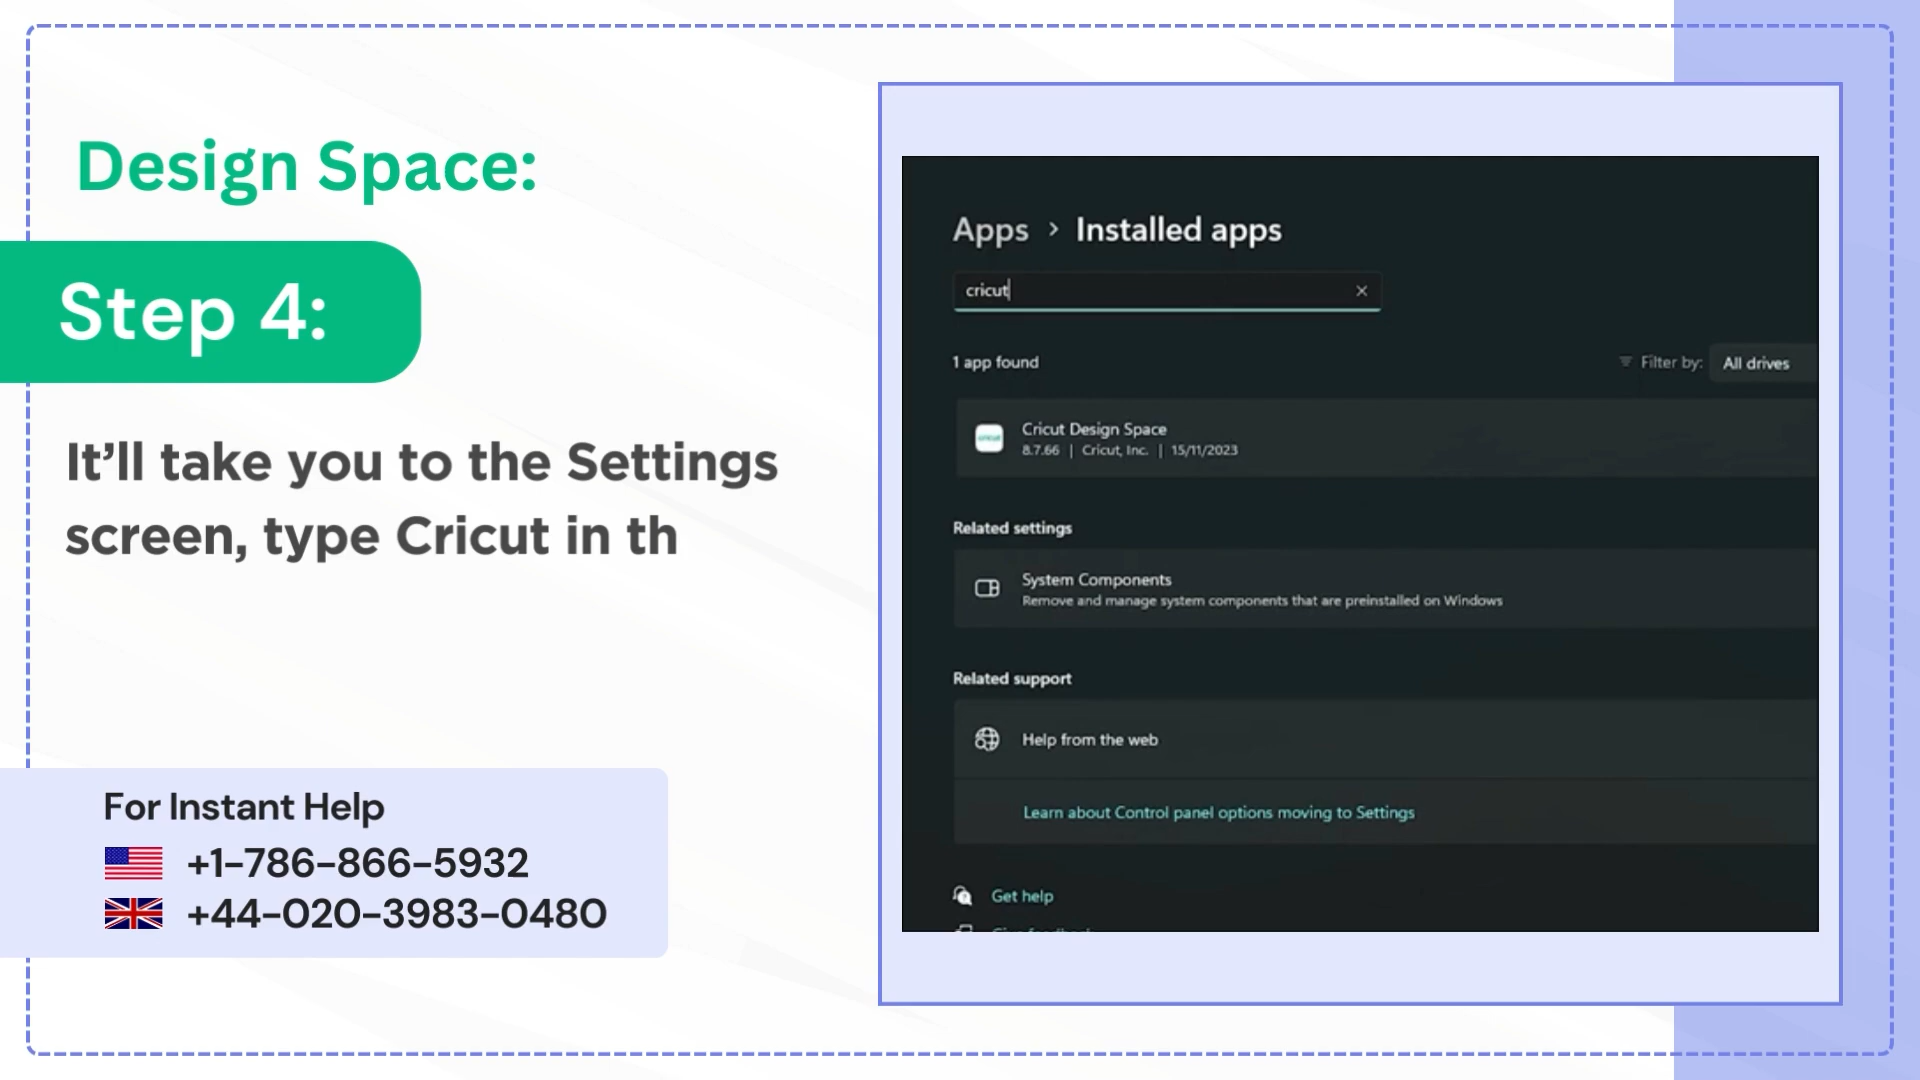 Design Space:
Step 4:
It’ll take you to the Settings
screen, type Cricut in th
For Instant Help
+1-786-866-5932
+44-020-3983-0480
Apps > Installed apps
cricut
1 app found
Filter by: All drives
Cricut Design Space
8.7.66 | Cricut, Inc. | 15/11/2023
Related settings
System Components
Remove and manage system components that are preinstalled on Windows
Related support
Help from the web
Learn about Control panel options moving to Settings
Get help